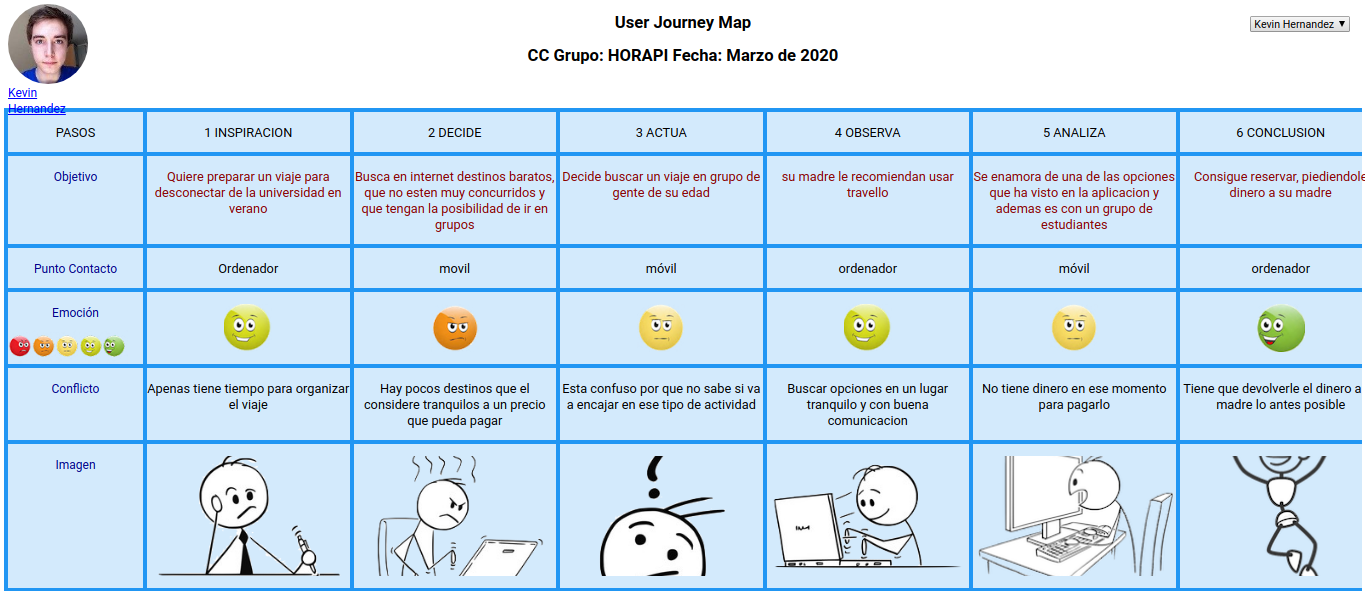 User Journey Map
Kevin Hernandez ▼
CC Grupo: HORAPI Fecha: Marzo de 2020
Kevin
Hernandez
PASOS
1 INSPIRACION
2 DECIDE
3 ACTUA
4 OBSERVA
5 ANALIZA
6 CONCLUSION
Objetivo
Quiere preparar un viaje para
desconectar de la universidad en
verano
Busca en internet destinos baratos,
que no esten muy concurridos y
que tengan la posibilidad de ir en
grupos
Decide buscar un viaje en grupo de
gente de su edad
su madre le recomiendan usar
travello
Se enamora de una de las opciones
que ha visto en la aplicacion y
ademas es con un grupo de
estudiantes
Consigue reservar, piediendole
dinero a su madre
Punto Contacto
Ordenador
movil
móvil
ordenador
móvil
ordenador
Emoción
Conflicto
Apenas tiene tiempo para organizar
el viaje
Hay pocos destinos que el
considere tranquilos a un precio
que pueda pagar
Esta confuso por que no sabe si va
a encajar en ese tipo de actividad
Buscar opciones en un lugar
tranquilo y con buena
comunicacion
No tiene dinero en ese momento
para pagarlo
Tiene que devolverle el dinero a
madre lo antes posible
Imagen
?